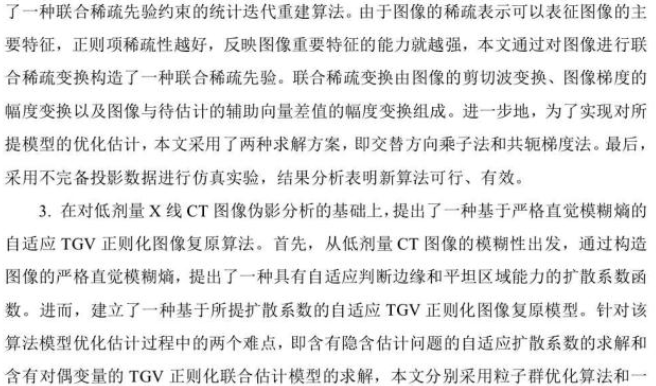 了一种联合稀疏先验约束的统计迭代重建算法。由于图像的稀疏表示可以表征图像的主
要特征，正则项稀疏性越好，反映图像重要特征的能力就越强，本文通过对图像进行联
合稀疏变换构造了一种联合稀疏先验。联合稀疏变换由图像的剪切波变换、图像梯度的
幅度变换以及图像与待估计的辅助向量差值的幅度变换组成。进一步地，为了实现对所
提模型的优化估计，本文采用了两种求解方案，即交替方向乘子法和共轭梯度法。最后，
采用不完备投影数据进行仿真实验，结果分析表明新算法可行、有效。
3. 在对低剂量 X 线 CT 图像伪影分析的基础上，提出了一种基于严格直觉模糊熵的
自适应 TGV 正则化图像复原算法。首先，从低剂量 CT 图像的模糊性出发，通过构造
图像的严格直觉模糊熵，提出了一种具有自适应判断边缘和平坦区域能力的扩散系数函
数。进而，建立了一种基于所提扩散系数的自适应 TGV 正则化图像复原模型。针对该
算法模型优化估计过程中的两个难点，即含有隐含估计问题的自适应扩散系数的求解和
含有对偶变量的 TGV 正则化联合估计模型的求解，本文分别采用粒子群优化算法和一